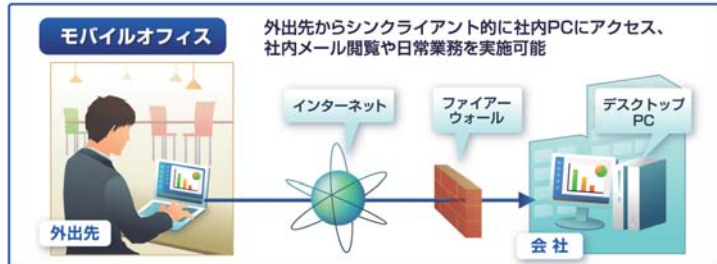 モバイルオフィス
外出先からシンクライアント的に社内PCにアクセス、
社内メール閲覧や日常業務を実施可能
インターネット
ファイアー
ウォール
デスクトップ
PC
外出先
会社